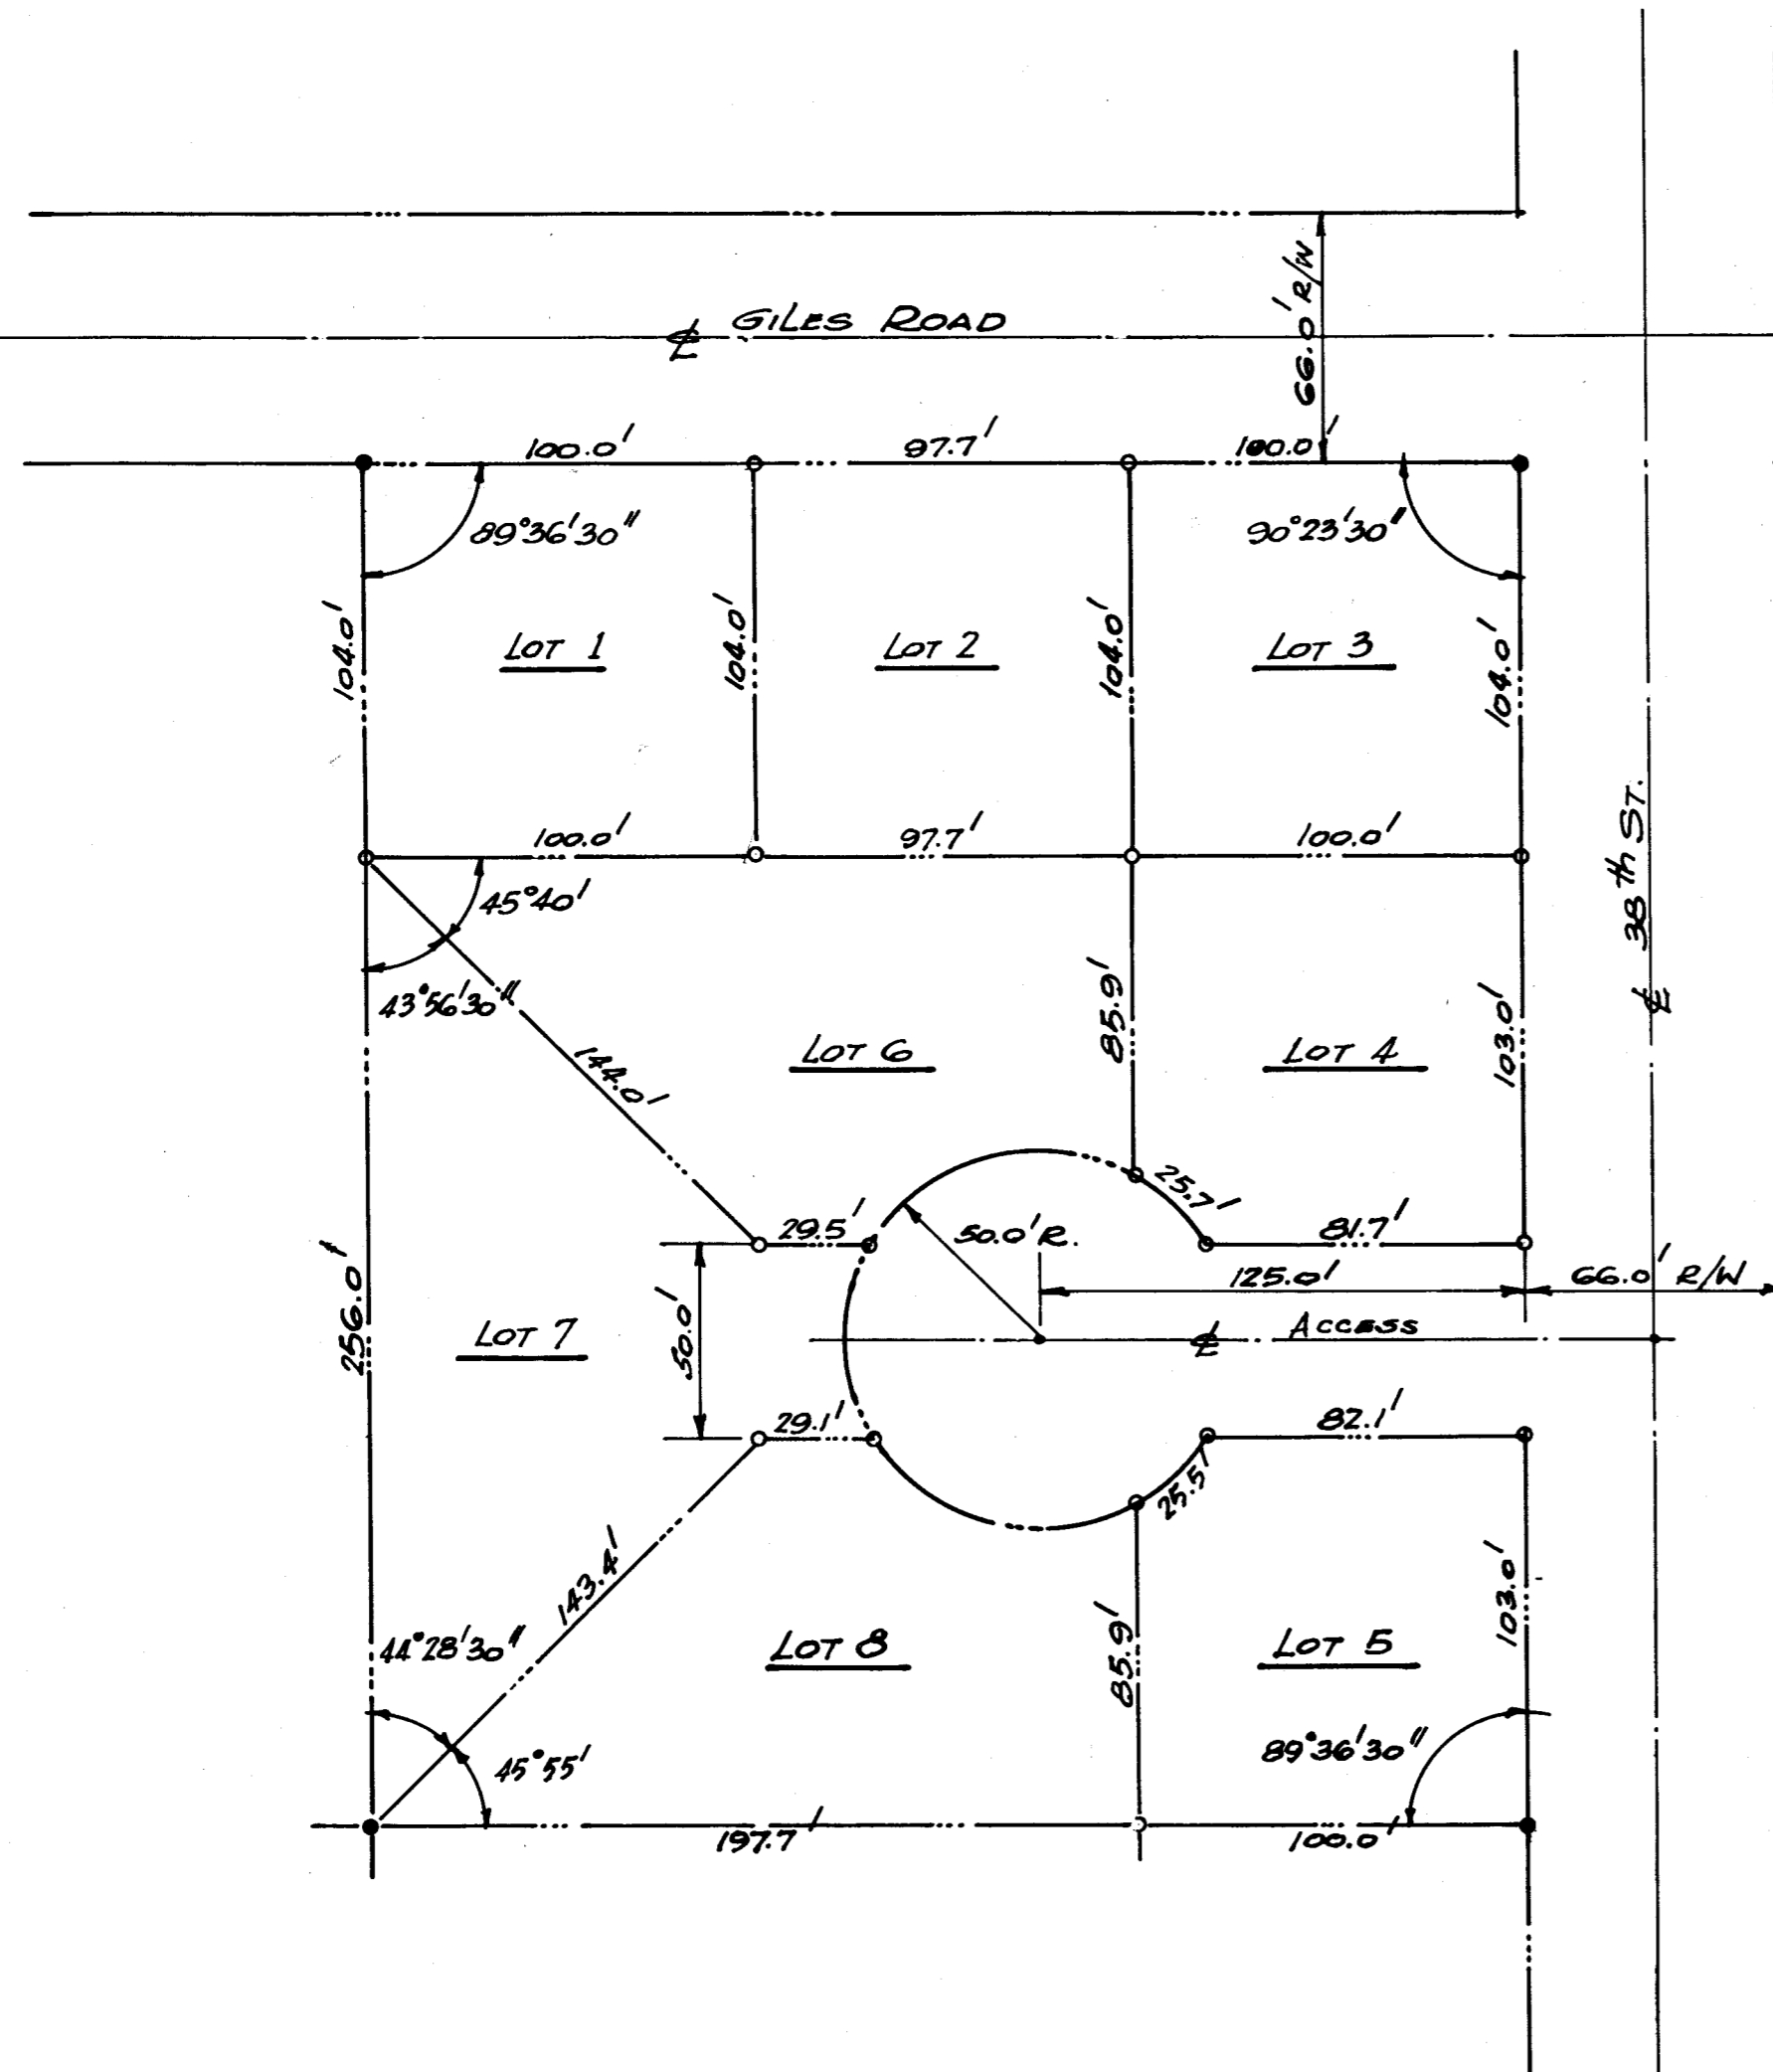 66.0' R/W
℄ GILES ROAD
100.0' 97.7' 100.0'
89°36'30" 90°23'30"
104.0' 104.0' 104.0' 104.0'
LOT 1 LOT 2 LOT 3
100.0' 97.7' 100.0'
38th ST.
℄
45°40'
43°56'30"
85.9' 103.0'
LOT 6 LOT 4
144.0'
25.7'
29.5' 50.0' R. 81.7'
125.0' 66.0' R/W
256.0'
LOT 7 50.0' ℄ ACCESS
29.1' 82.1'
25.5'
143.4'
103.0'
44°28'30" LOT 8 85.9' LOT 5
45°55' 89°36'30"
197.7' 100.0'